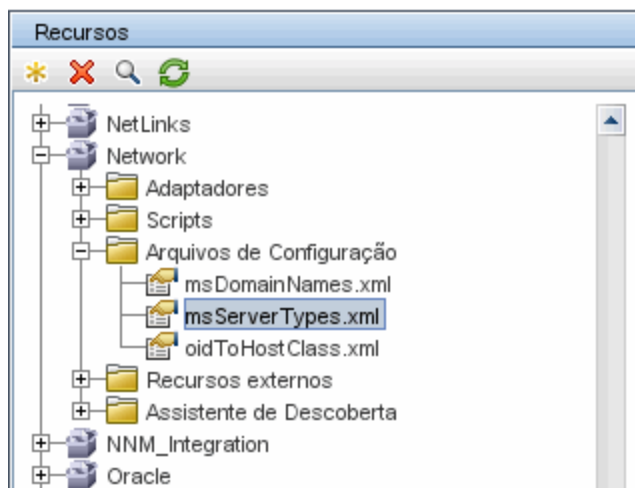 Recursos
NetLinks
Network
Adaptadores
Scripts
Arquivos de Configuração
msDomainNames.xml
msServerTypes.xml
oidToHostClass.xml
Recursos externos
Assistente de Descoberta
NNM_Integration
Oracle